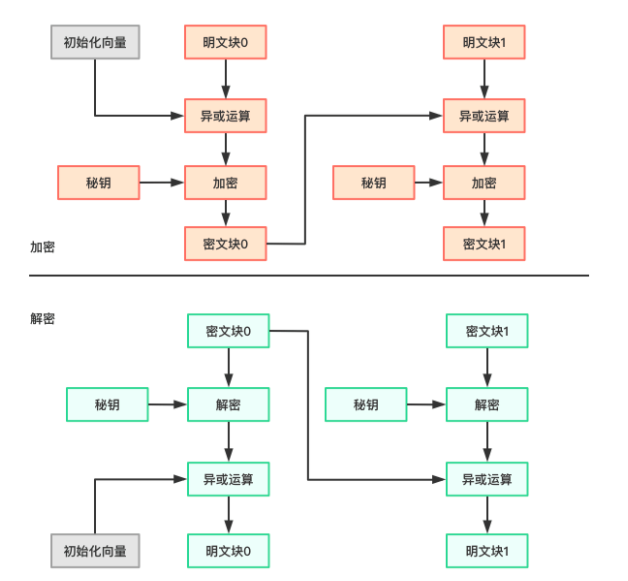 初始化向量
明文块0
明文块1
异或运算
异或运算
秘钥
加密
秘钥
加密
密文块0
密文块1
加密
解密
密文块0
密文块1
秘钥
解密
秘钥
解密
异或运算
异或运算
初始化向量
明文块0
明文块1